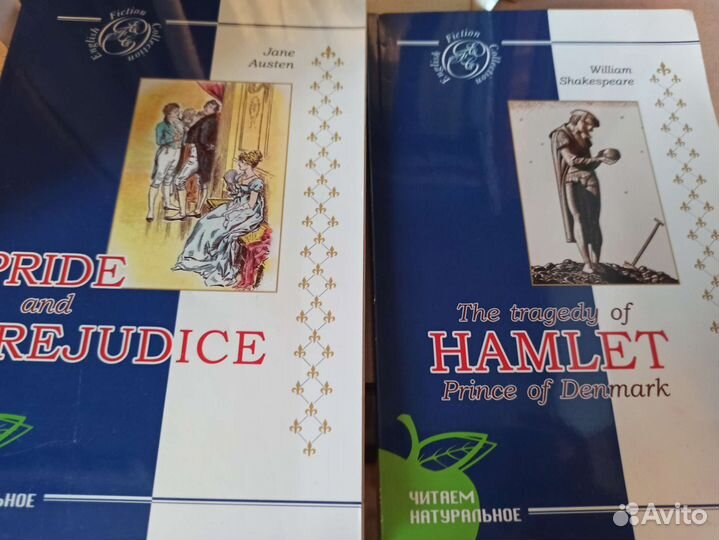 English Fiction Collection
Jane
Austen
PRIDE
and
REJUDICE
ЬНОЕ
English Fiction Collection
William
Shakespeare
The tragedy of
HAMLET
Prince of Denmark
ЧИТАЕМ
НАТУРАЛЬНОЕ
Avito